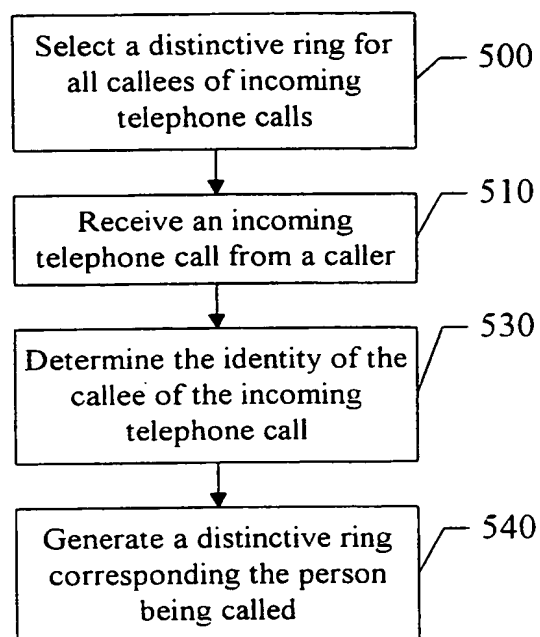 Select a distinctive ring for
all callees of incoming
telephone calls
500
Receive an incoming
telephone call from a caller
510
Determine the identity of the
callee of the incoming
telephone call
530
Generate a distinctive ring
corresponding the person
being called
540